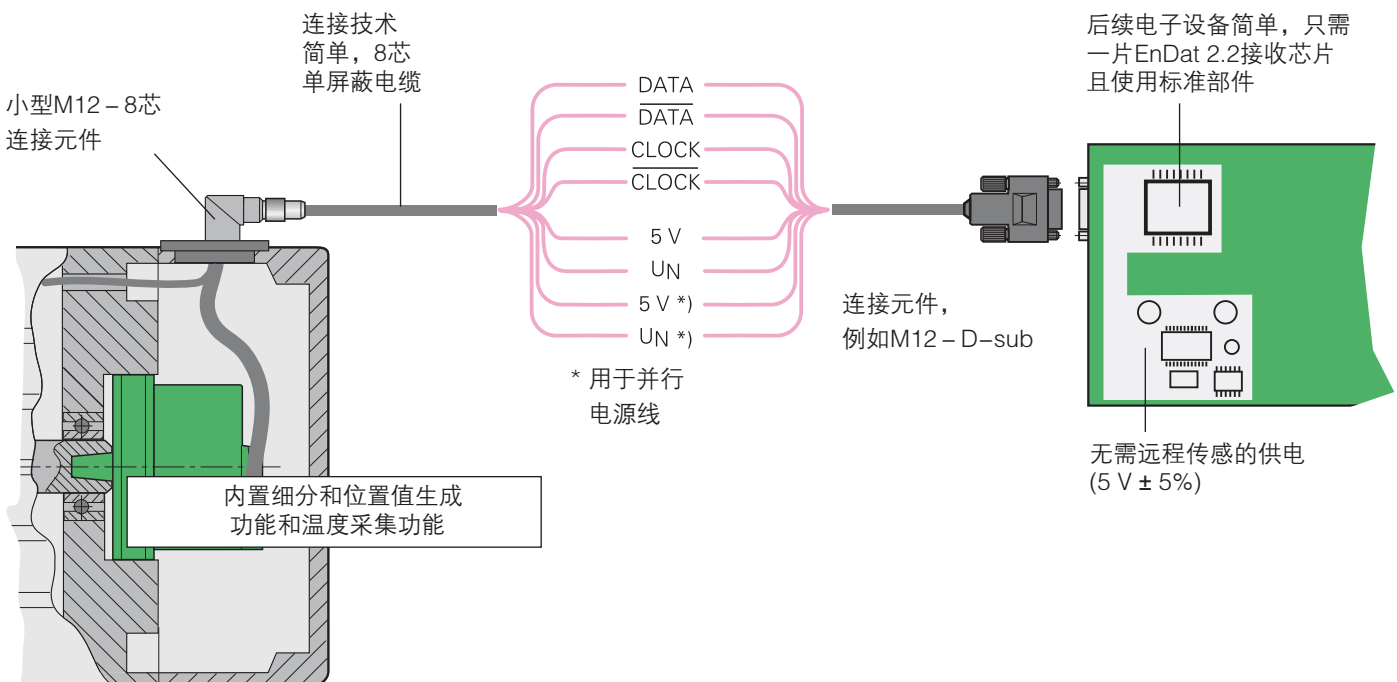 连接技术
简单，8芯
单屏蔽电缆
小型M12 – 8芯
连接元件
DATA
D̅A̅T̅A̅
CLOCK
C̅L̅O̅C̅K̅
5 V
UN
5 V *)
UN *)
* 用于并行
电源线
后续电子设备简单，只需
一片EnDat 2.2接收芯片
且使用标准部件
连接元件，
例如M12 – D–sub
无需远程传感的供电
(5 V ± 5%)
内置细分和位置值生成
功能和温度采集功能